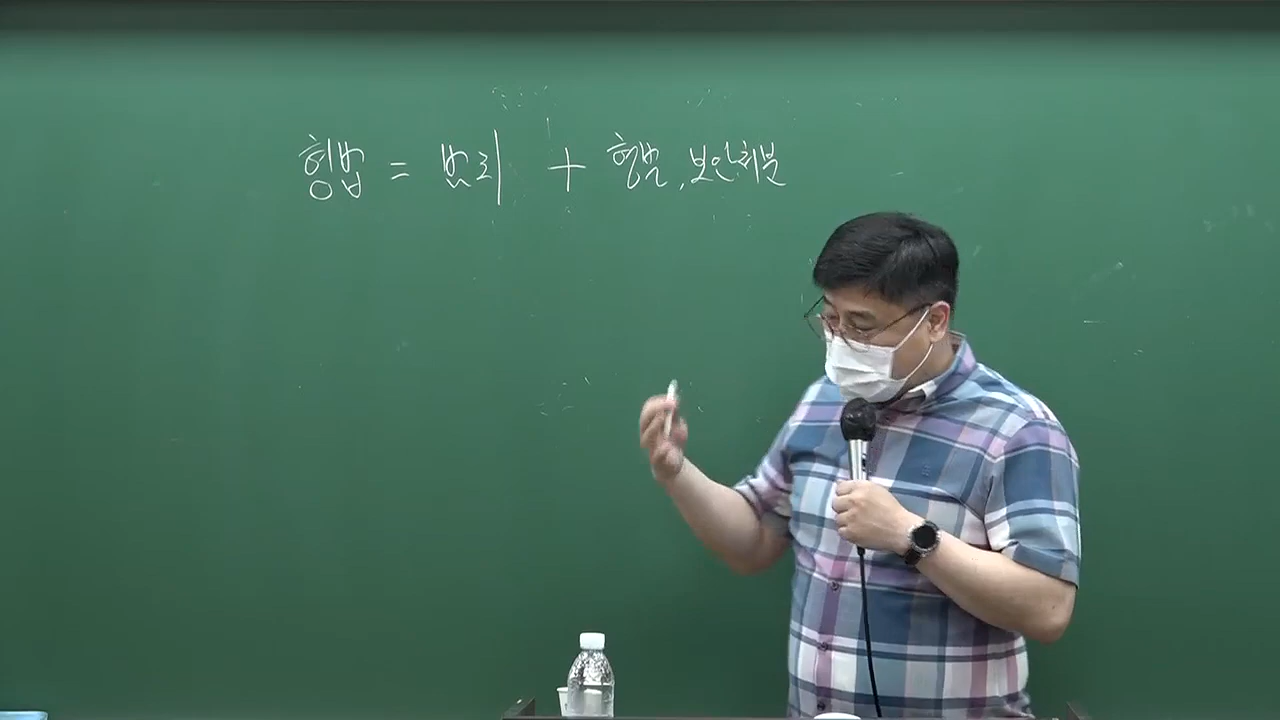 형법 = 범죄 + 형벌, 보안처분